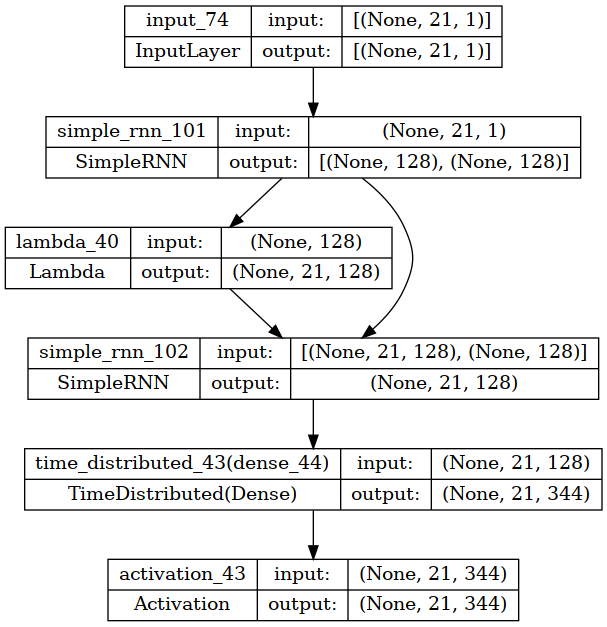 input_74 input: [(None, 21, 1)]
InputLayer output: [(None, 21, 1)]
simple_rnn_101 input: (None, 21, 1)
SimpleRNN output: [(None, 128), (None, 128)]
lambda_40 input: (None, 128)
Lambda output: (None, 21, 128)
simple_rnn_102 input: [(None, 21, 128), (None, 128)]
SimpleRNN output: (None, 21, 128)
time_distributed_43(dense_44) input: (None, 21, 128)
TimeDistributed(Dense) output: (None, 21, 344)
activation_43 input: (None, 21, 344)
Activation output: (None, 21, 344)